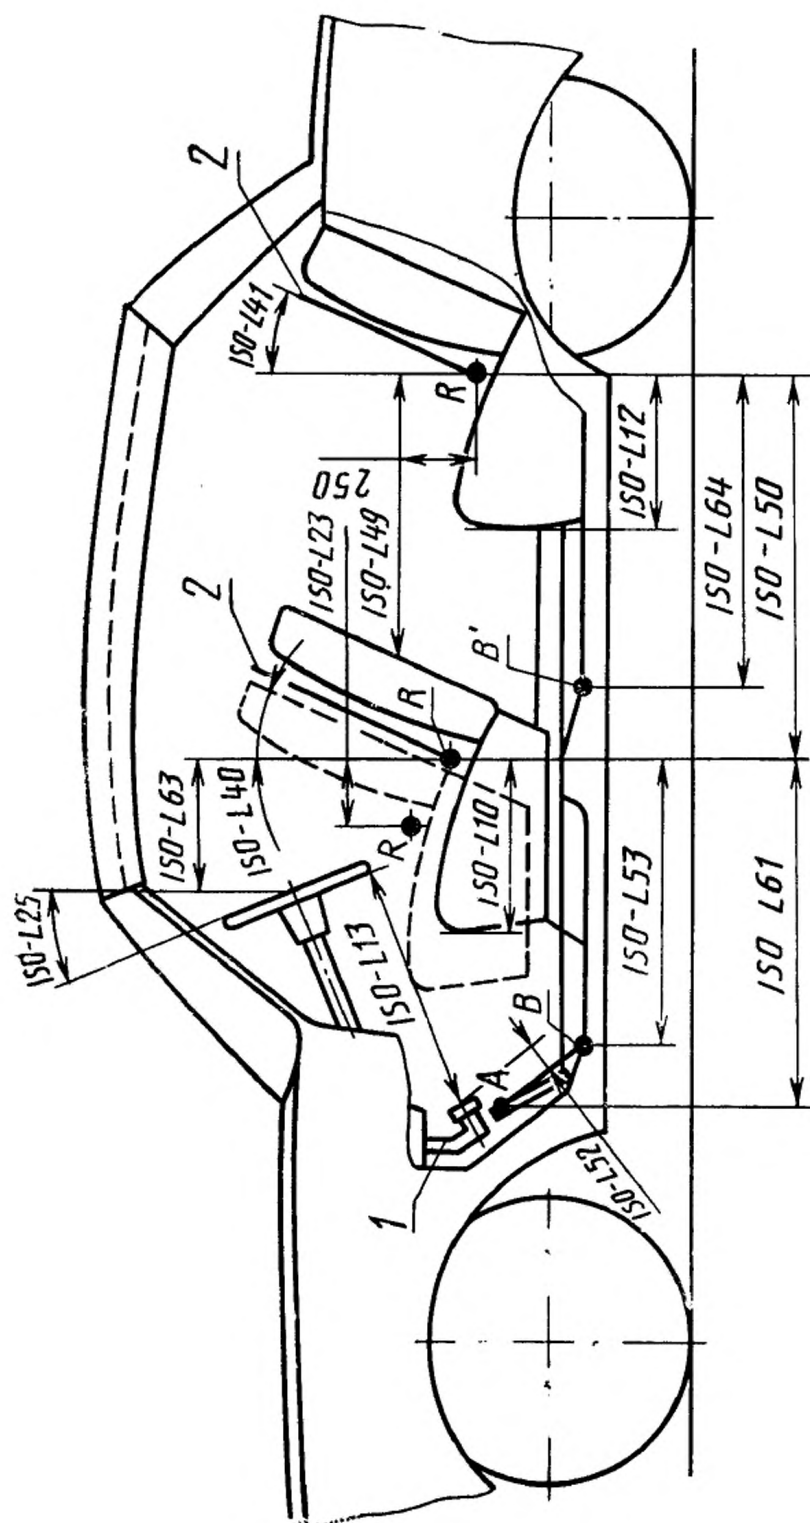 2
ISO-L41
R
250
ISO-L12
ISO-L64
ISO-L50
ISO-L23
ISO-L49
2
B'
R
ISO-L63
ISO-L40
R
ISO-L10
ISO-L53
ISO L61
ISO-L25
ISO-L13
B
A
1
ISO-L52